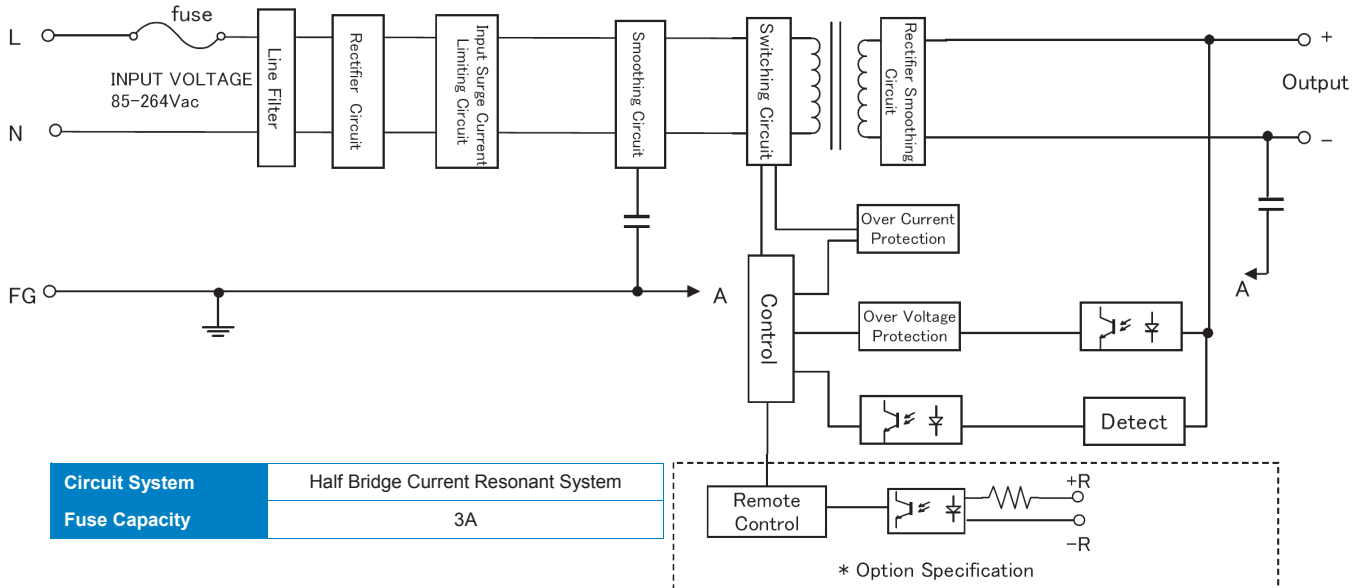 fuse
L
INPUT VOLTAGE
85-264Vac
N
Line Filter
Rectifier Circuit
Input Surge Current
Limiting Circuit
Smoothing Circuit
Switching Circuit
Rectifier Smoothing
Circuit
+
Output
−
Over Current
Protection
FG
A
A
Control
Over Voltage
Protection
Detect
Circuit System
Half Bridge Current Resonant System
Fuse Capacity
3A
Remote
Control
+R
−R
* Option Specification